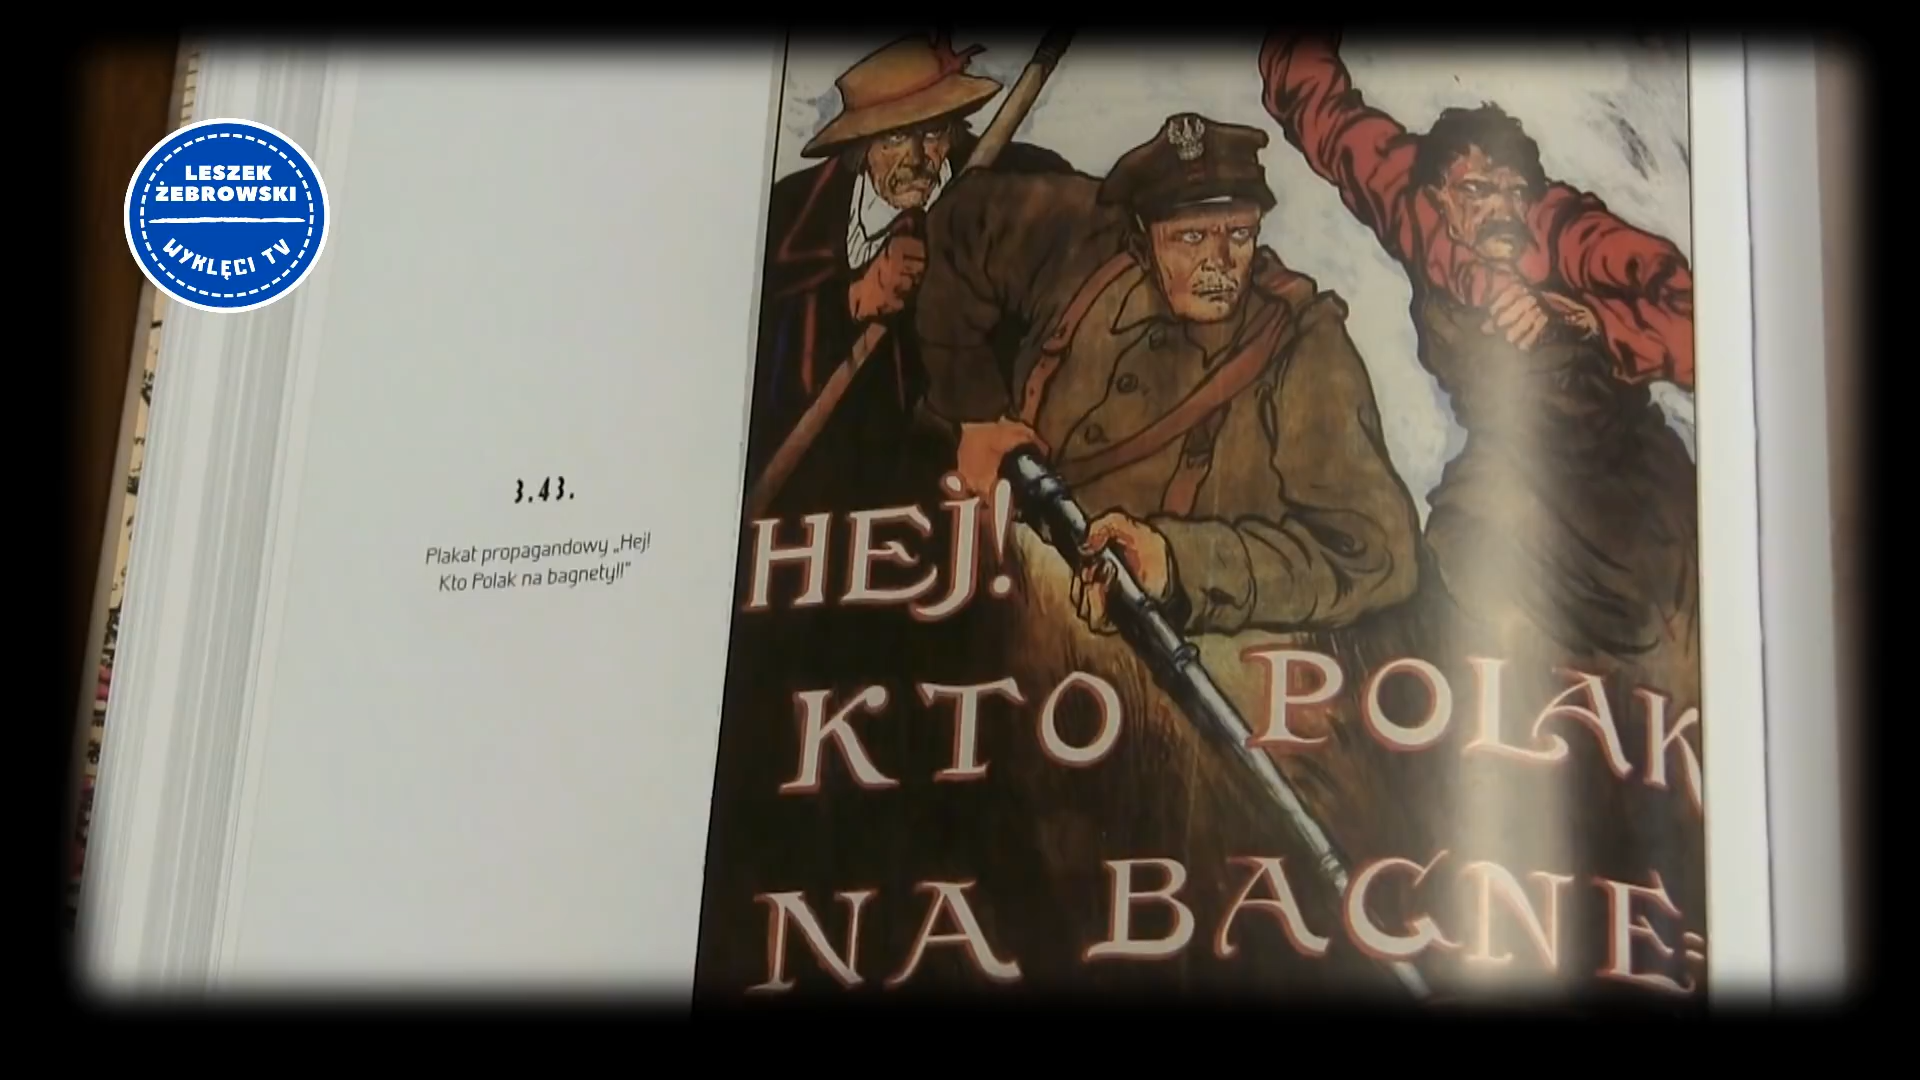 LESZEK
ŻEBROWSKI
WYKLĘCI TV
3.43.
Plakat propagandowy „Hej!
Kto Polak na bagnety!!”
HEJ!
KTO POLAK
NA BAGNE=